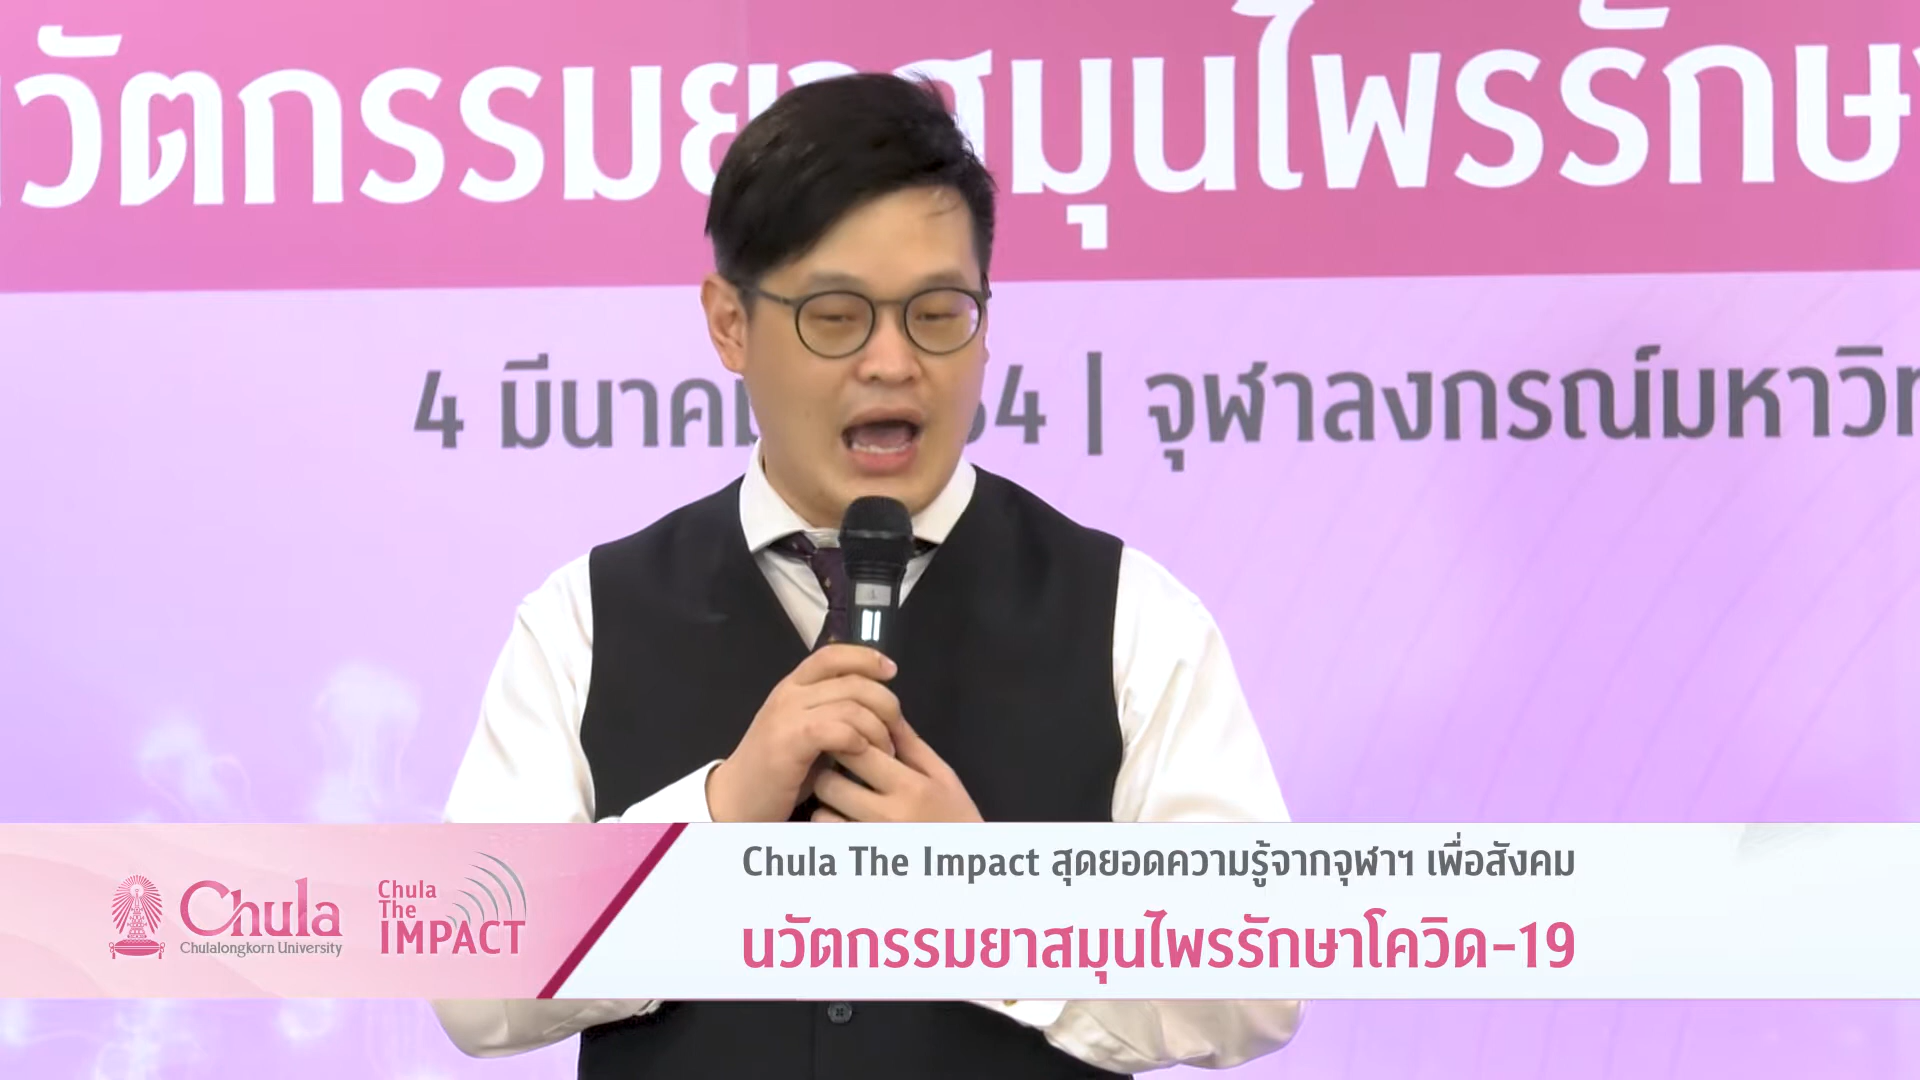 วัตกรรมยาสมุนไพรรักษา
4 มีนาคม 64 | จุฬาลงกรณ์มหาวิท
Chula The Impact สุดยอดความรู้จากจุฬาฯ เพื่อสังคม
นวัตกรรมยาสมุนไพรรักษาโควิด-19
Chula
Chulalongkorn University
Chula
The
IMPACT